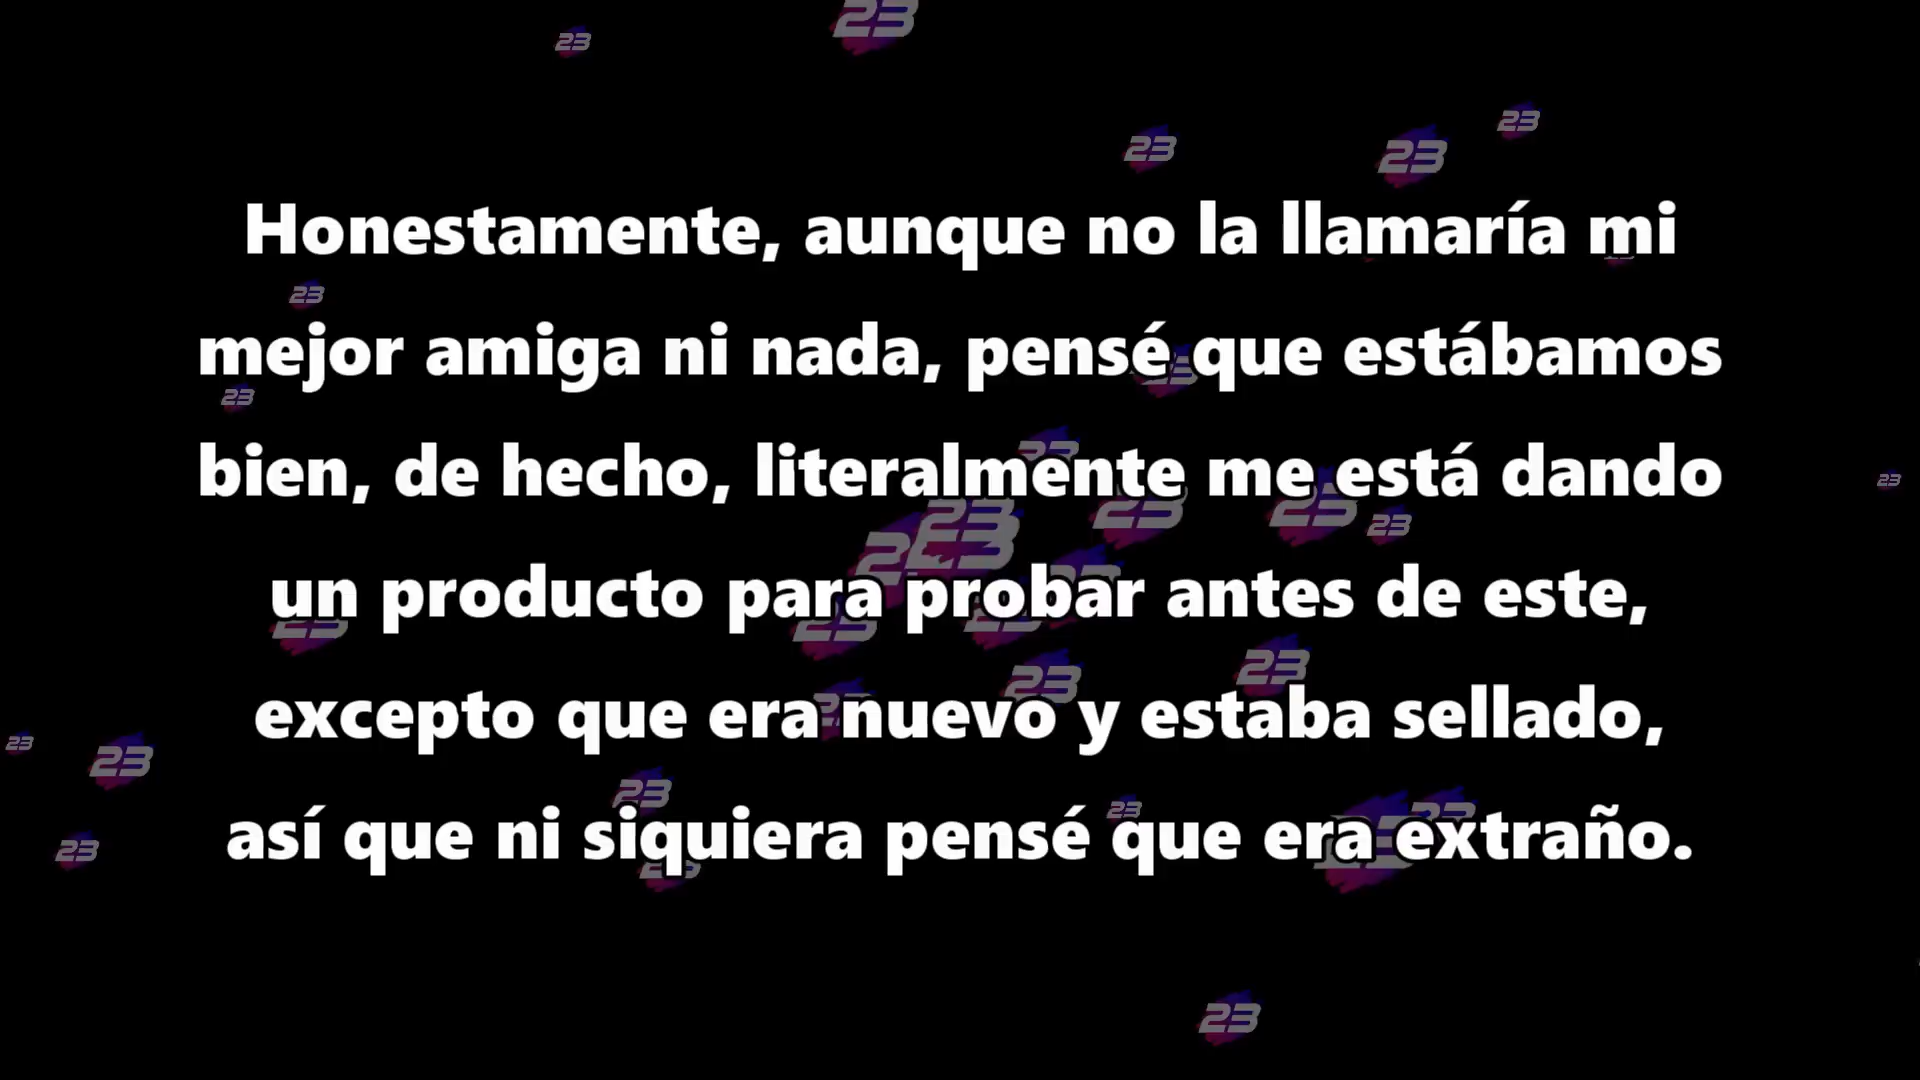 Honestamente, aunque no la llamaría mi
mejor amiga ni nada, pensé que estábamos
bien, de hecho, literalmente me está dando
un producto para probar antes de este,
excepto que era nuevo y estaba sellado,
así que ni siquiera pensé que era extraño.